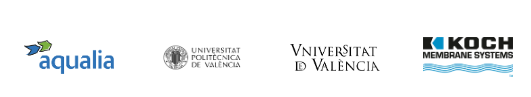 aqualia
UNIVERSITAT
POLITÈCNICA
DE VALÈNCIA
VNIVERSITAT
DE VALÈNCIA
KOCH
MEMBRANE SYSTEMS